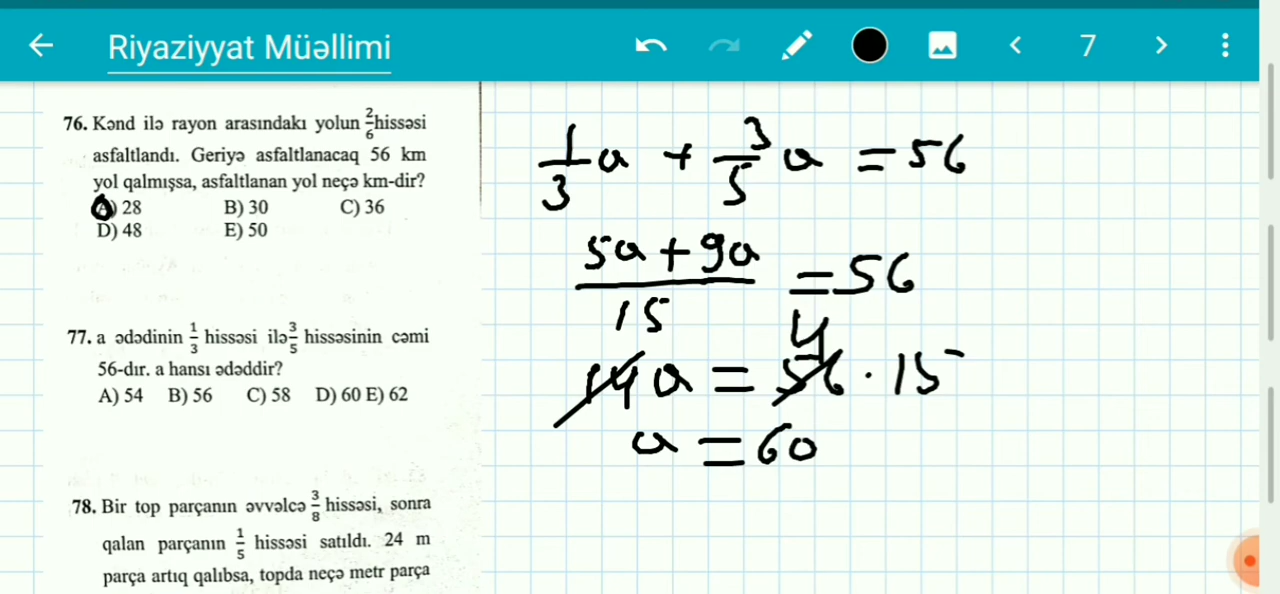 Riyaziyyat Müəllimi
7
76. Kənd ilə rayon arasındakı yolun 2/6 hissəsi
asfaltlandı. Geriyə asfaltlanacaq 56 km
yol qalmışsa, asfaltlanan yol neçə km-dir?
A) 28 B) 30 C) 36
D) 48 E) 50
77. a ədədinin 1/3 hissəsi ilə 3/5 hissəsinin cəmi
56-dır. a hansı ədəddir?
A) 54 B) 56 C) 58 D) 60 E) 62
78. Bir top parçanın əvvəlcə 3/8 hissəsi, sonra
qalan parçanın 1/5 hissəsi satıldı. 24 m
parça artıq qalıbsa, topda neçə metr parça
1/3 a + 3/5 a = 56
5a + 9a
15
= 56
4
14a = 56 · 15
a = 60